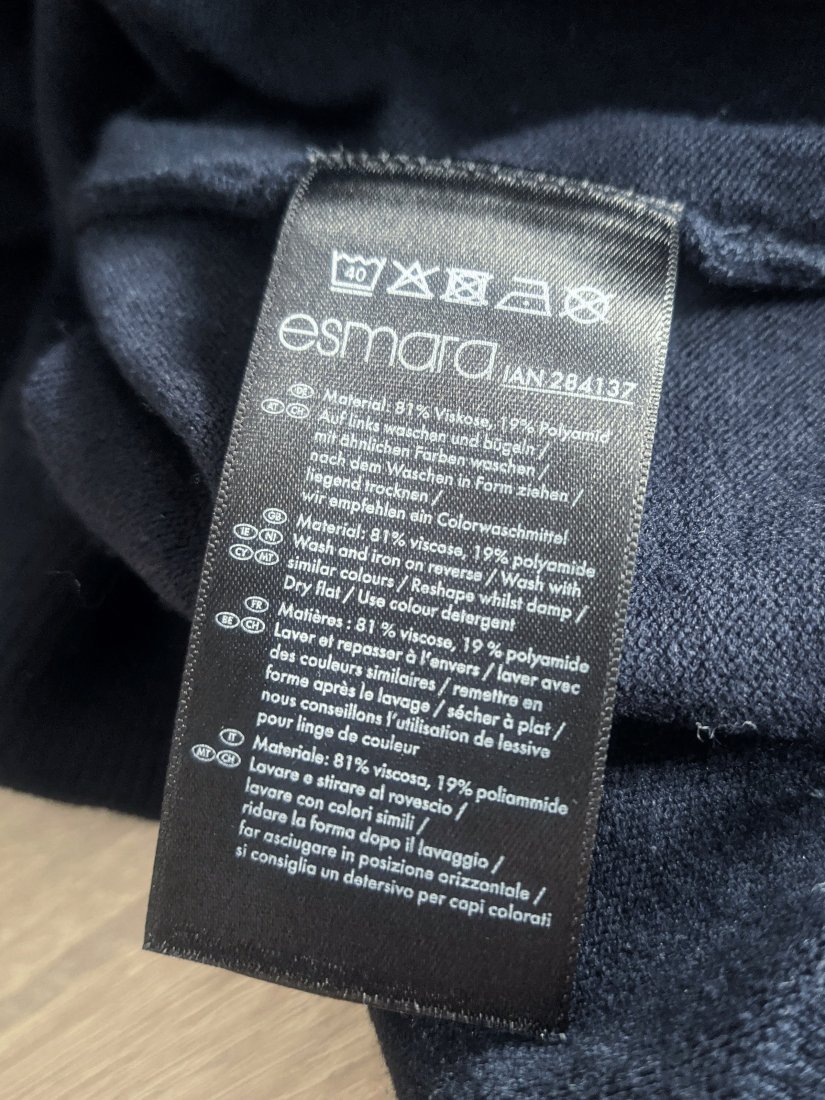 40
esmara IAN 284137
DE Material: 81% Viskose, 19% Polyamid
AT CH Auf links waschen und bügeln /
mit ähnlichen Farben waschen /
nach dem Waschen in Form ziehen /
liegend trocknen /
wir empfehlen ein Colorwaschmittel
GB Material: 81% viscose, 19% polyamide
IE NI Wash and iron on reverse / Wash with
CY MT similar colours / Reshape whilst damp /
Dry flat / Use colour detergent
FR Matières : 81 % viscose, 19 % polyamide
BE CH Laver et repasser à l'envers / laver avec
des couleurs similaires / remettre en
forme après le lavage / sécher à plat /
nous conseillons l'utilisation de lessive
pour linge de couleur
IT Materiale: 81% viscosa, 19% poliammide
MT CH Lavare e stirare al rovescio /
lavare con colori simili /
ridare la forma dopo il lavaggio /
far asciugare in posizione orizzontale /
si consiglia un detersivo per capi colorati